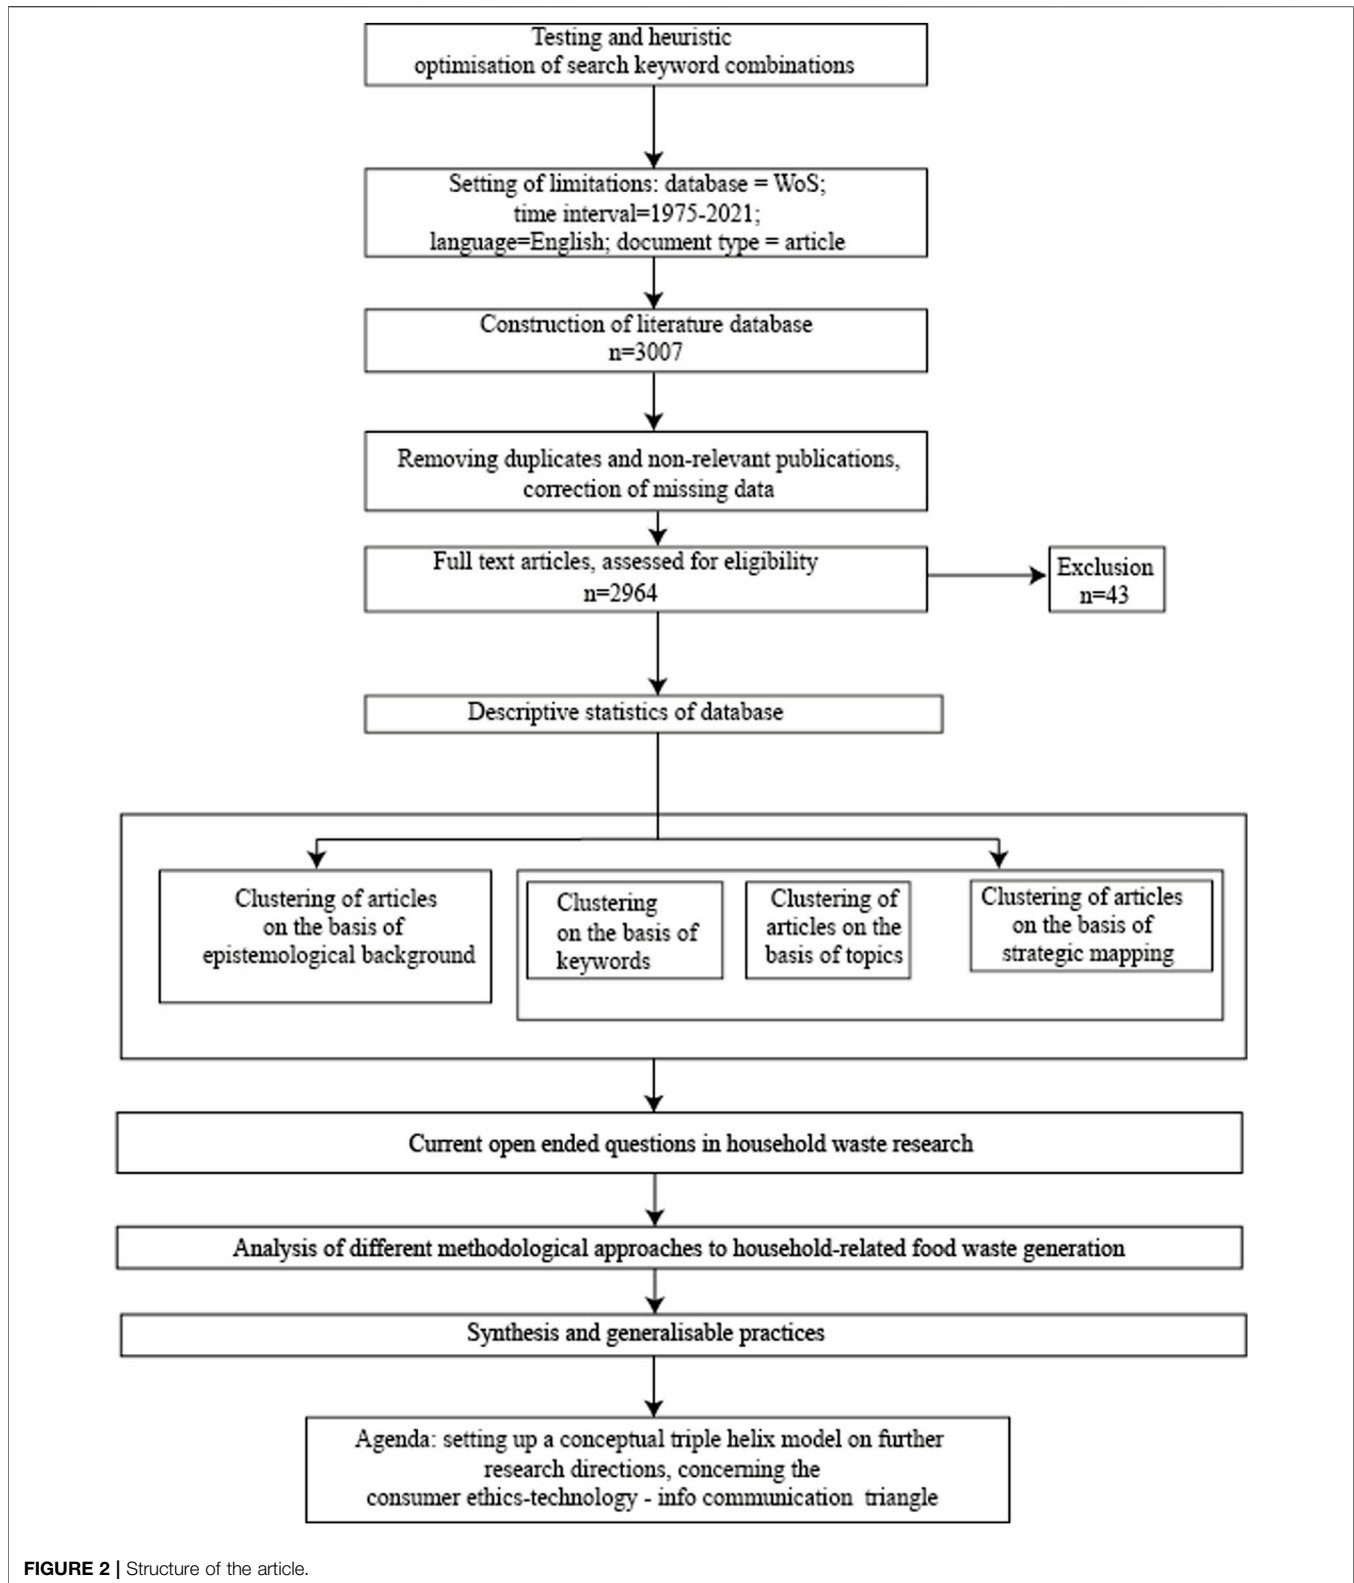 Testing and heuristic
optimisation of search keyword combinations
Setting of limitations: database = WoS;
time interval=1975-2021;
language=English; document type = article
Construction of literature database
n=3007
Removing duplicates and non-relevant publications,
correction of missing data
Full text articles, assessed for eligibility
n=2964
Exclusion
n=43
Descriptive statistics of database
Clustering of articles
on the basis of
epistemological background
Clustering
on the basis of
keywords
Clustering of
articles on the
basis of topics
Clustering of articles
on the basis of
strategic mapping
Current open ended questions in household waste research
Analysis of different methodological approaches to household-related food waste generation
Synthesis and generalisable practices
Agenda: setting up a conceptual triple helix model on further
research directions, concerning the
consumer ethics-technology - info communication triangle
FIGURE 2 | Structure of the article.